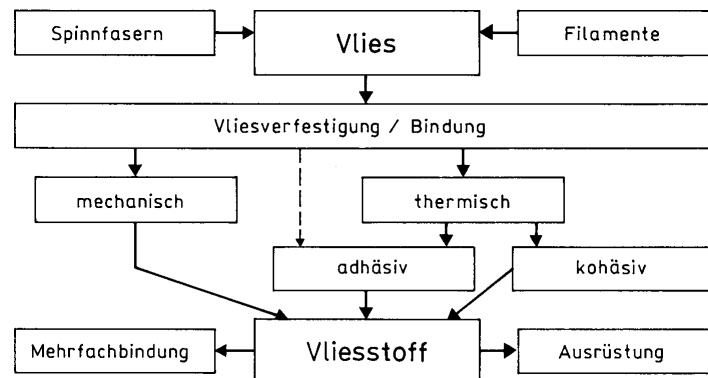 Spinnfasern
Vlies
Filamente
Vliesverfestigung / Bindung
mechanisch
thermisch
adhäsiv
kohäsiv
Mehrfachbindung
Vliesstoff
Ausrüstung